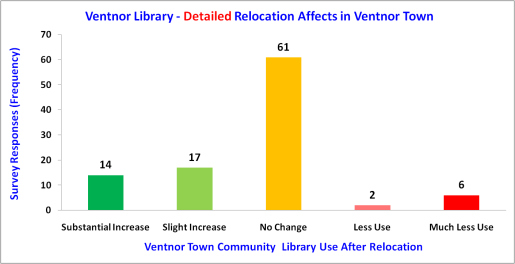 Ventnor Library - Detailed Relocation Affects in Ventnor Town
Survey Responses (Frequency)
70
60
50
40
30
20
10
0
14
17
61
2
6
Substantial Increase
Slight Increase
No Change
Less Use
Much Less Use
Ventnor Town Community  Library Use After Relocation